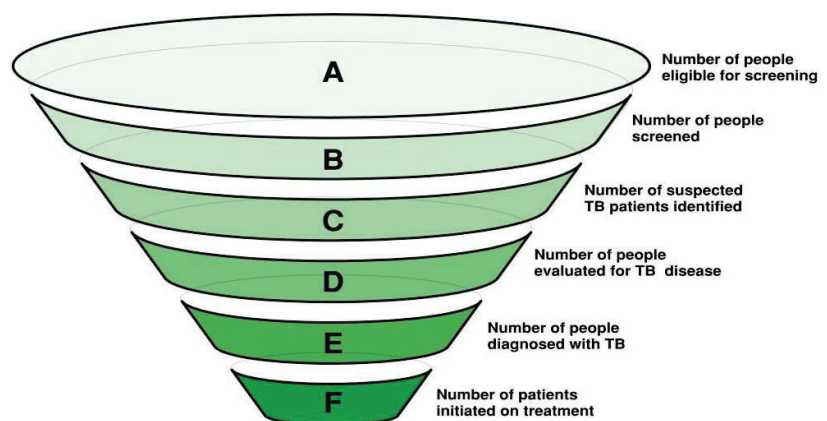 A
Number of people
eligible for screening
B
Number of people
screened
C
Number of suspected
TB patients identified
D
Number of people
evaluated for TB disease
E
Number of people
diagnosed with TB
F
Number of patients
initiated on treatment